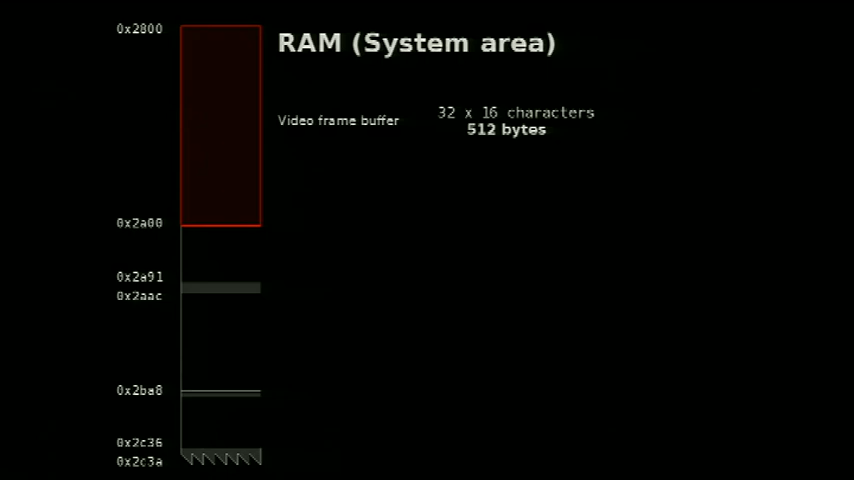 0x2800
RAM (System area)
Video frame buffer
32 x 16 characters
512 bytes
0x2a00
0x2a91
0x2aac
0x2ba8
0x2c36
0x2c3a